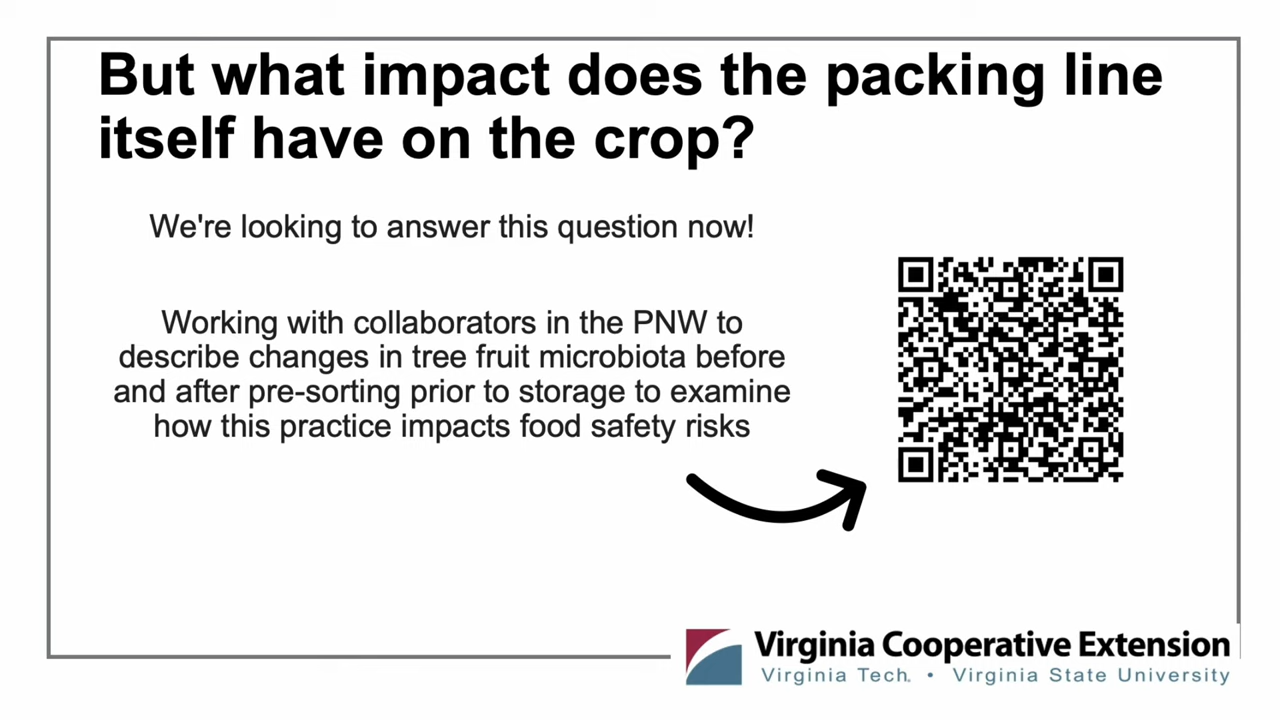 But what impact does the packing line
itself have on the crop?
We're looking to answer this question now!
Working with collaborators in the PNW to
describe changes in tree fruit microbiota before
and after pre-sorting prior to storage to examine
how this practice impacts food safety risks
Virginia Cooperative Extension
Virginia Tech. • Virginia State University